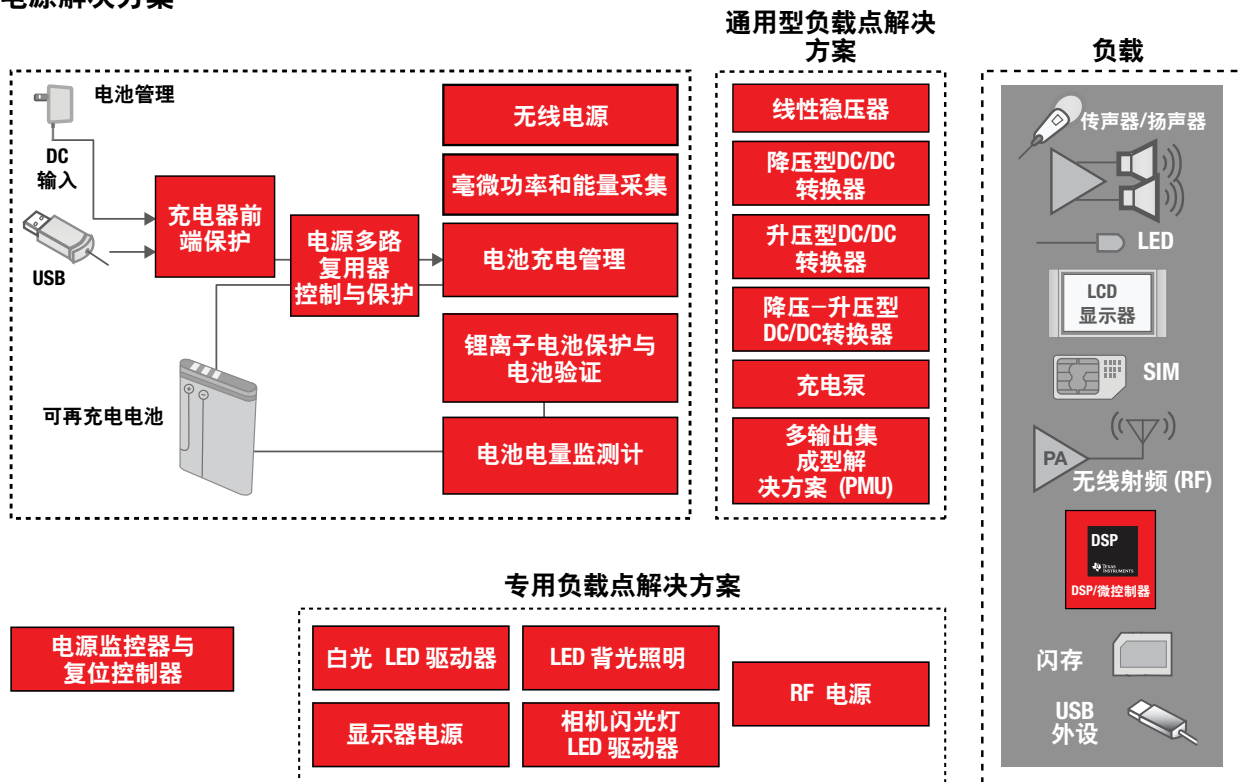 电源解决方案
通用型负载点解决
方案
负载
电池管理
DC
输入
USB
充电器前
端保护
电源多路
复用器
控制与保护
可再充电电池
无线电源
毫微功率和能量采集
电池充电管理
锂离子电池保护与
电池验证
电池电量监测计
线性稳压器
降压型DC/DC
转换器
升压型DC/DC
转换器
降压-升压型
DC/DC转换器
充电泵
多输出集
成型解
决方案 (PMU)
传声器/扬声器
LED
LCD
显示器
SIM
PA
无线射频 (RF)
DSP
TEXAS
INSTRUMENTS
DSP/微控制器
闪存
USB
外设
专用负载点解决方案
电源监控器与
复位控制器
白光 LED 驱动器
LED 背光照明
RF 电源
显示器电源
相机闪光灯
LED 驱动器